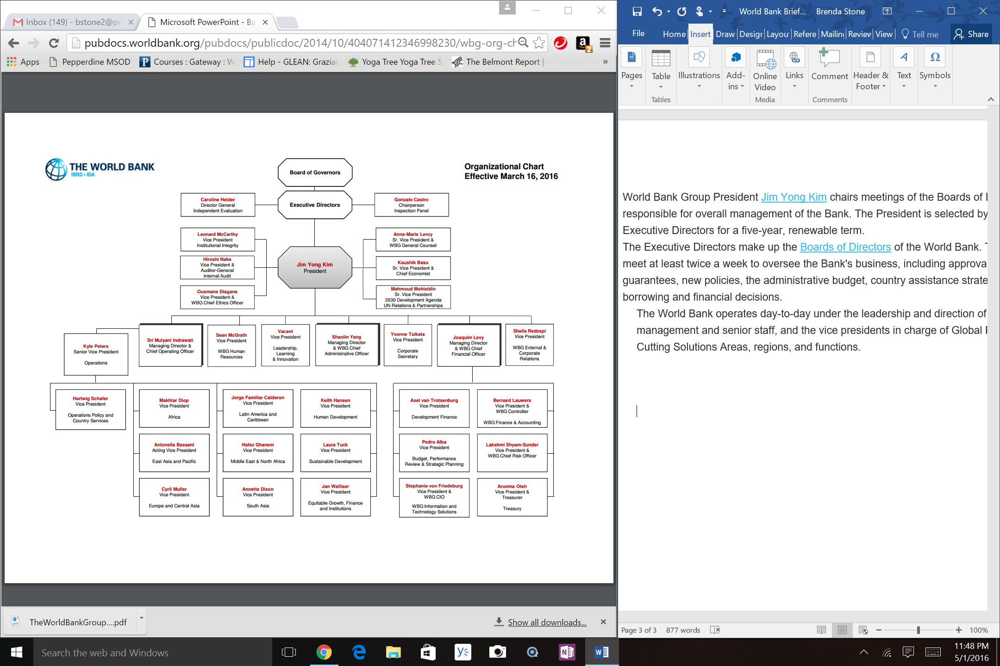 Inbox (149) - bstone2@pe
Microsoft PowerPoint - Ba
pubdocs.worldbank.org/pubdocs/publicdoc/2014/10/404071412346998230/wbg-org-ch
Apps
Pepperdine MSOD
Courses : Gateway : W
Help - GLEAN: Grazia
Yoga Tree Yoga Tree S
The Belmont Report |
»
THE WORLD BANK
IBRD • IDA
Organizational Chart
Effective March 16, 2016
Board of Governors
Caroline Heider
Director General
Independent Evaluation
Executive Directors
Gonzalo Castro
Chairperson
Inspection Panel
Leonard McCarthy
Vice President
Institutional Integrity
Anne-Marie Leroy
Sr. Vice President &
WBG General Counsel
Hiroshi Naka
Vice President &
Auditor-General
Internal Audit
Jim Yong Kim
President
Kaushik Basu
Sr. Vice President &
Chief Economist
Ousmane Diagana
Vice President &
WBG Chief Ethics Officer
Mahmoud Mohieldin
Sr. Vice President
2030 Development Agenda
UN Relations & Partnerships
Kyle Peters
Senior Vice President
Operations
Sri Mulyani Indrawati
Managing Director &
Chief Operating Officer
Sean McGrath
Vice President
WBG Human
Resources
Vacant
Vice President
Leadership,
Learning
& Innovation
Shaolin Yang
Managing Director
& WBG Chief
Administrative Officer
Yvonne Tsikata
Vice President
Corporate
Secretary
Joaquim Levy
Managing Director
& WBG Chief
Financial Officer
Sheila Redzepi
Vice President
WBG External &
Corporate
Relations
Hartwig Schafer
Vice President
Operations Policy and
Country Services
Makhtar Diop
Vice President
Africa
Jorge Familiar Calderon
Vice President
Latin America and
Caribbean
Keith Hansen
Vice President
Human Development
Axel van Trotsenburg
Vice President
Development Finance
Bernard Lauwers
Vice President &
WBG Controller
WBG Finance & Accounting
Antonella Bassani
Acting Vice President
East Asia and Pacific
Hafez Ghanem
Vice President
Middle East & North Africa
Laura Tuck
Vice President
Sustainable Development
Pedro Alba
Vice President
Budget, Performance
Review & Strategic Planning
Lakshmi Shyam-Sunder
Vice President &
WBG Chief Risk Officer
Cyril Muller
Vice President
Europe and Central Asia
Annette Dixon
Vice President
South Asia
Jan Walliser
Vice President
Equitable Growth, Finance
and Institutions
Stephanie von Friedeburg
Vice President &
WBG CIO
WBG Information and
Technology Solutions
Arunma Oteh
Vice President &
Treasurer
Treasury
TheWorldBankGroup....pdf
Show all downloads...
World Bank Brief...
Brenda Stone
File
Home
Insert
Draw
Design
Layou
Refere
Mailin
Review
View
Tell me
Share
Pages
Table
Illustrations
Add-
ins
Online
Video
Links
Comment
Header &
Footer
Text
Symbols
Tables
Media
Comments
World Bank Group President Jim Yong Kim chairs meetings of the Boards of D
responsible for overall management of the Bank. The President is selected by
Executive Directors for a five-year, renewable term.
The Executive Directors make up the Boards of Directors of the World Bank. T
meet at least twice a week to oversee the Bank's business, including approva
guarantees, new policies, the administrative budget, country assistance strate
borrowing and financial decisions.
The World Bank operates day-to-day under the leadership and direction of
management and senior staff, and the vice presidents in charge of Global P
Cutting Solutions Areas, regions, and functions.
Page 3 of 3
877 words
100%
Search the web and Windows
11:48 PM
5/1/2016